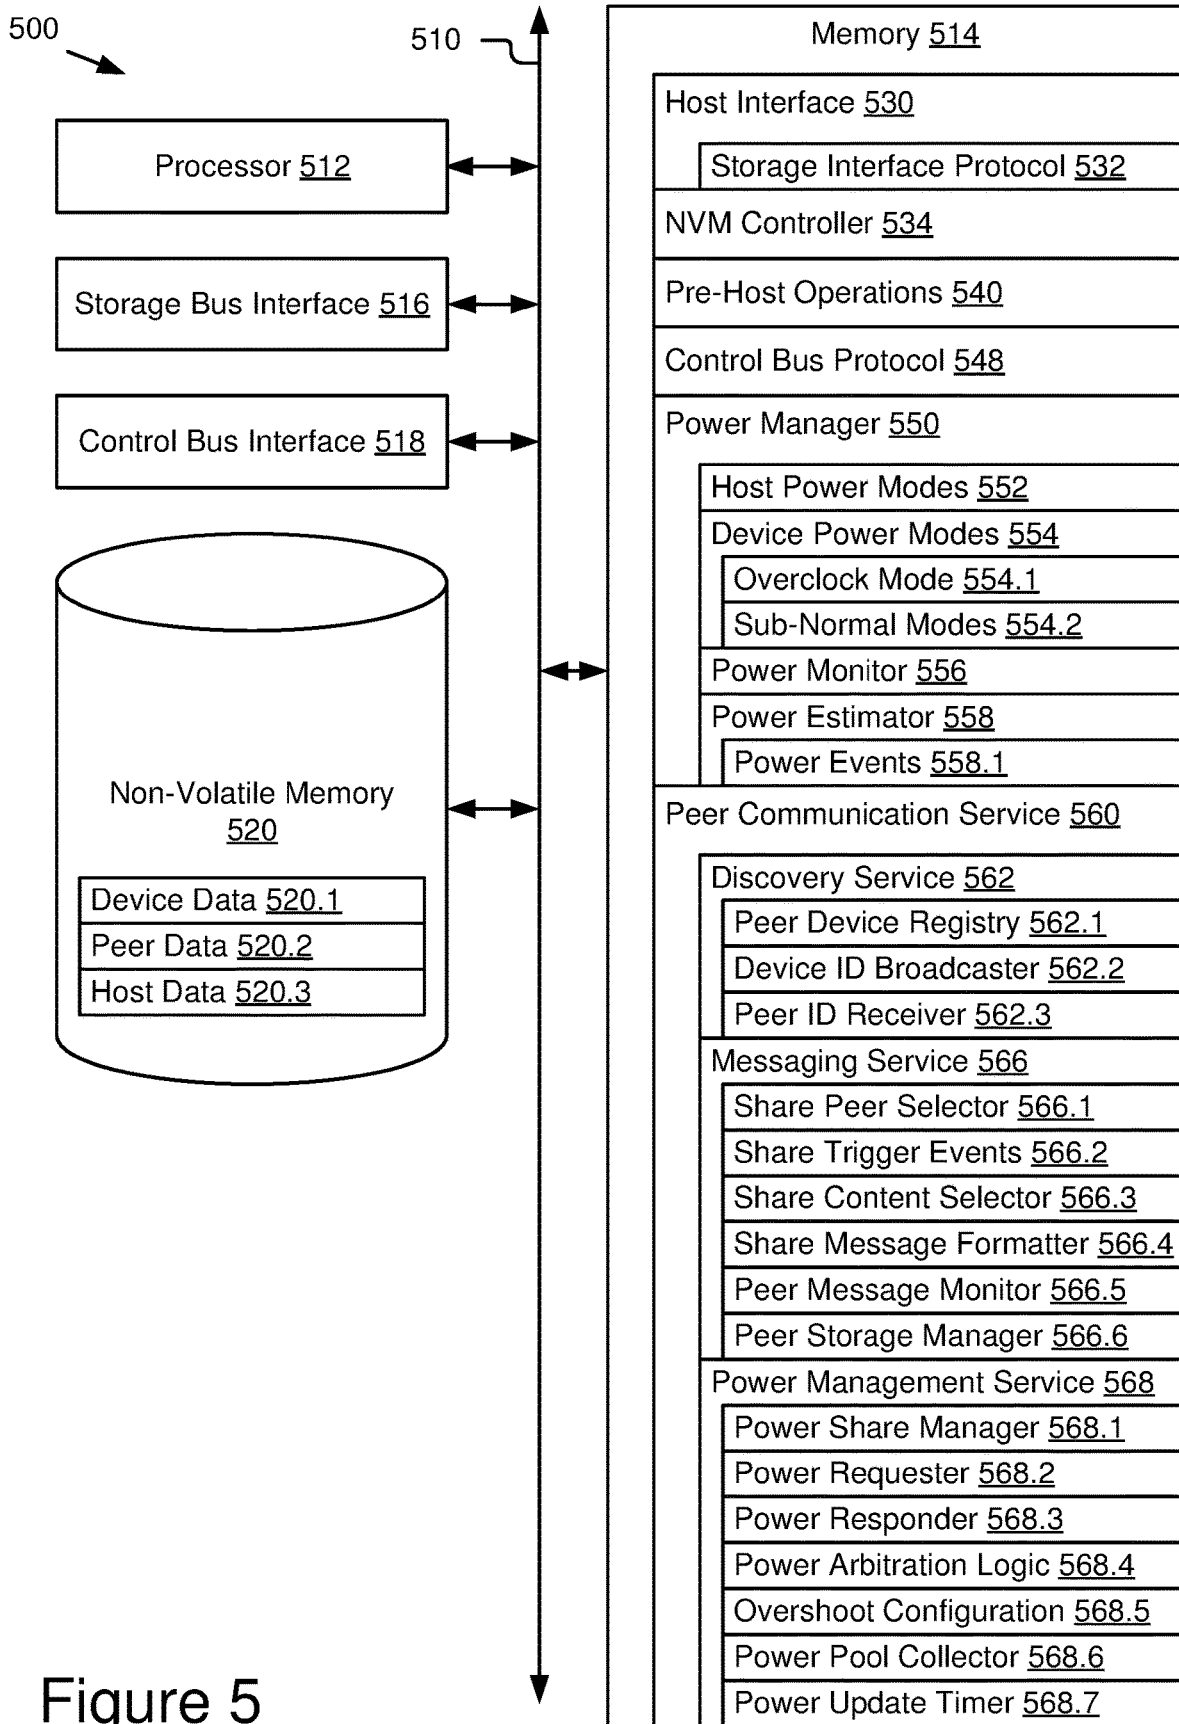 500
510
Processor 512
Storage Bus Interface 516
Control Bus Interface 518
Non-Volatile Memory
520
Device Data 520.1
Peer Data 520.2
Host Data 520.3
Memory 514
Host Interface 530
Storage Interface Protocol 532
NVM Controller 534
Pre-Host Operations 540
Control Bus Protocol 548
Power Manager 550
Host Power Modes 552
Device Power Modes 554
Overclock Mode 554.1
Sub-Normal Modes 554.2
Power Monitor 556
Power Estimator 558
Power Events 558.1
Peer Communication Service 560
Discovery Service 562
Peer Device Registry 562.1
Device ID Broadcaster 562.2
Peer ID Receiver 562.3
Messaging Service 566
Share Peer Selector 566.1
Share Trigger Events 566.2
Share Content Selector 566.3
Share Message Formatter 566.4
Peer Message Monitor 566.5
Peer Storage Manager 566.6
Power Management Service 568
Power Share Manager 568.1
Power Requester 568.2
Power Responder 568.3
Power Arbitration Logic 568.4
Overshoot Configuration 568.5
Power Pool Collector 568.6
Power Update Timer 568.7
Figure 5